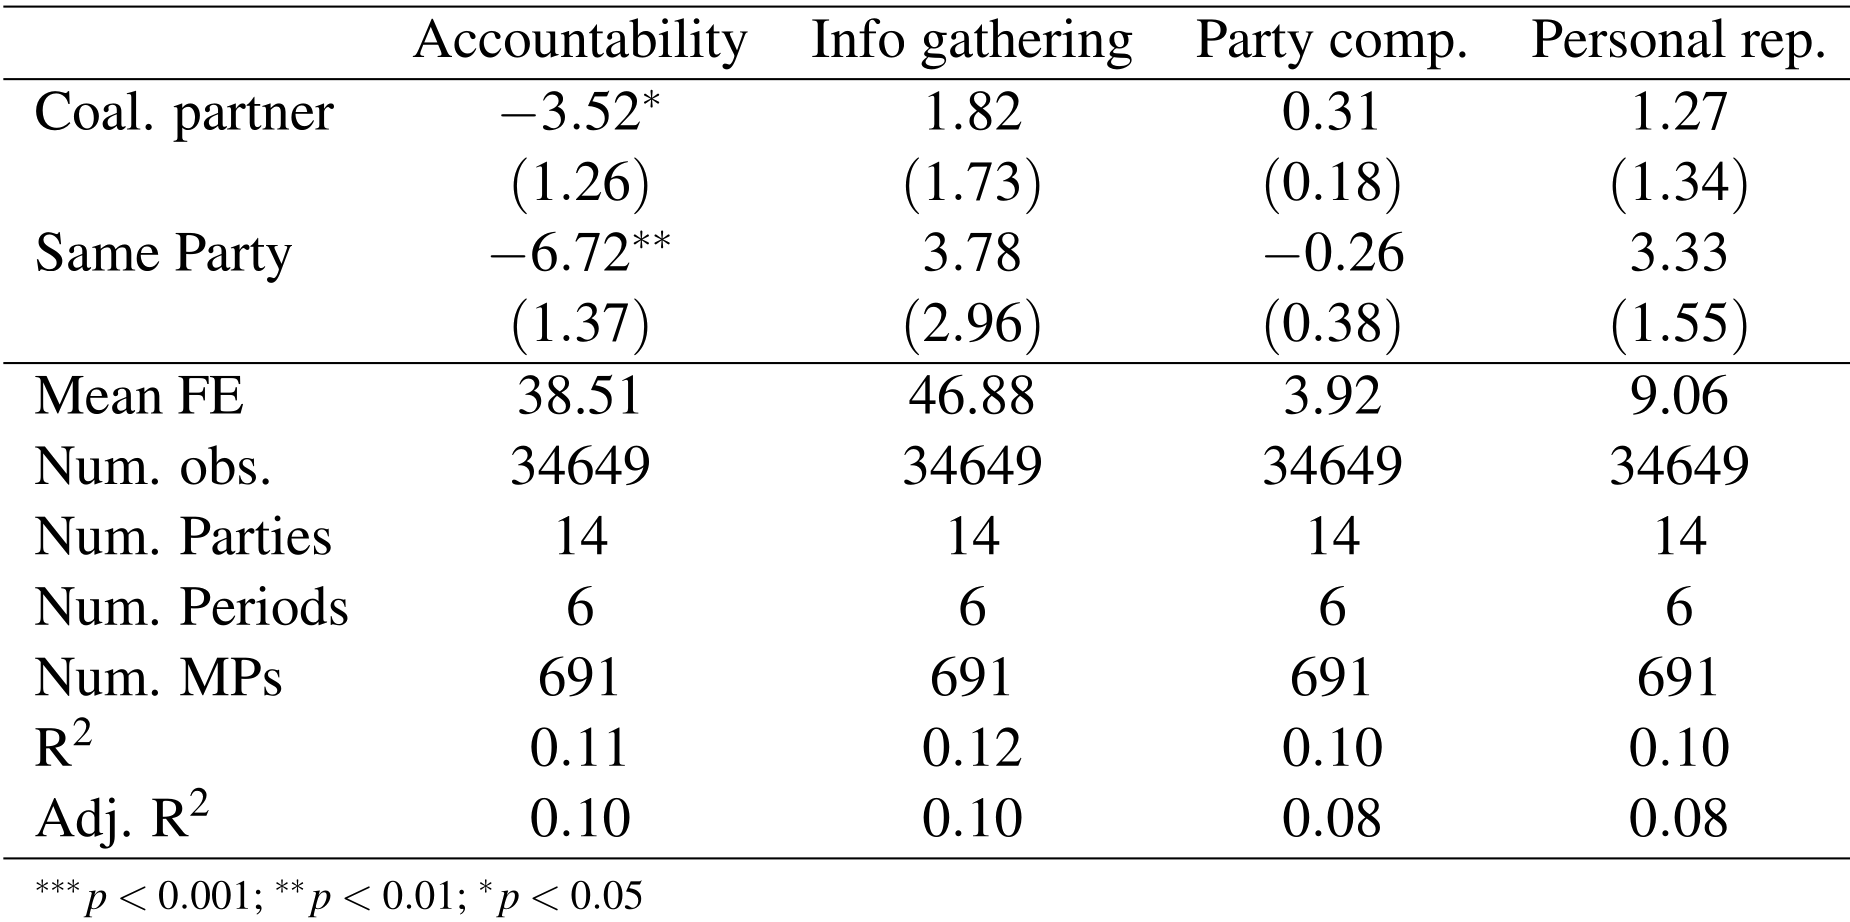 Accountability Info gathering Party comp. Personal rep.
Coal. partner −3.52* 1.82 0.31 1.27
(1.26) (1.73) (0.18) (1.34)
Same Party −6.72** 3.78 −0.26 3.33
(1.37) (2.96) (0.38) (1.55)
Mean FE 38.51 46.88 3.92 9.06
Num. obs. 34649 34649 34649 34649
Num. Parties 14 14 14 14
Num. Periods 6 6 6 6
Num. MPs 691 691 691 691
R² 0.11 0.12 0.10 0.10
Adj. R² 0.10 0.10 0.08 0.08
***p < 0.001; **p < 0.01; *p < 0.05